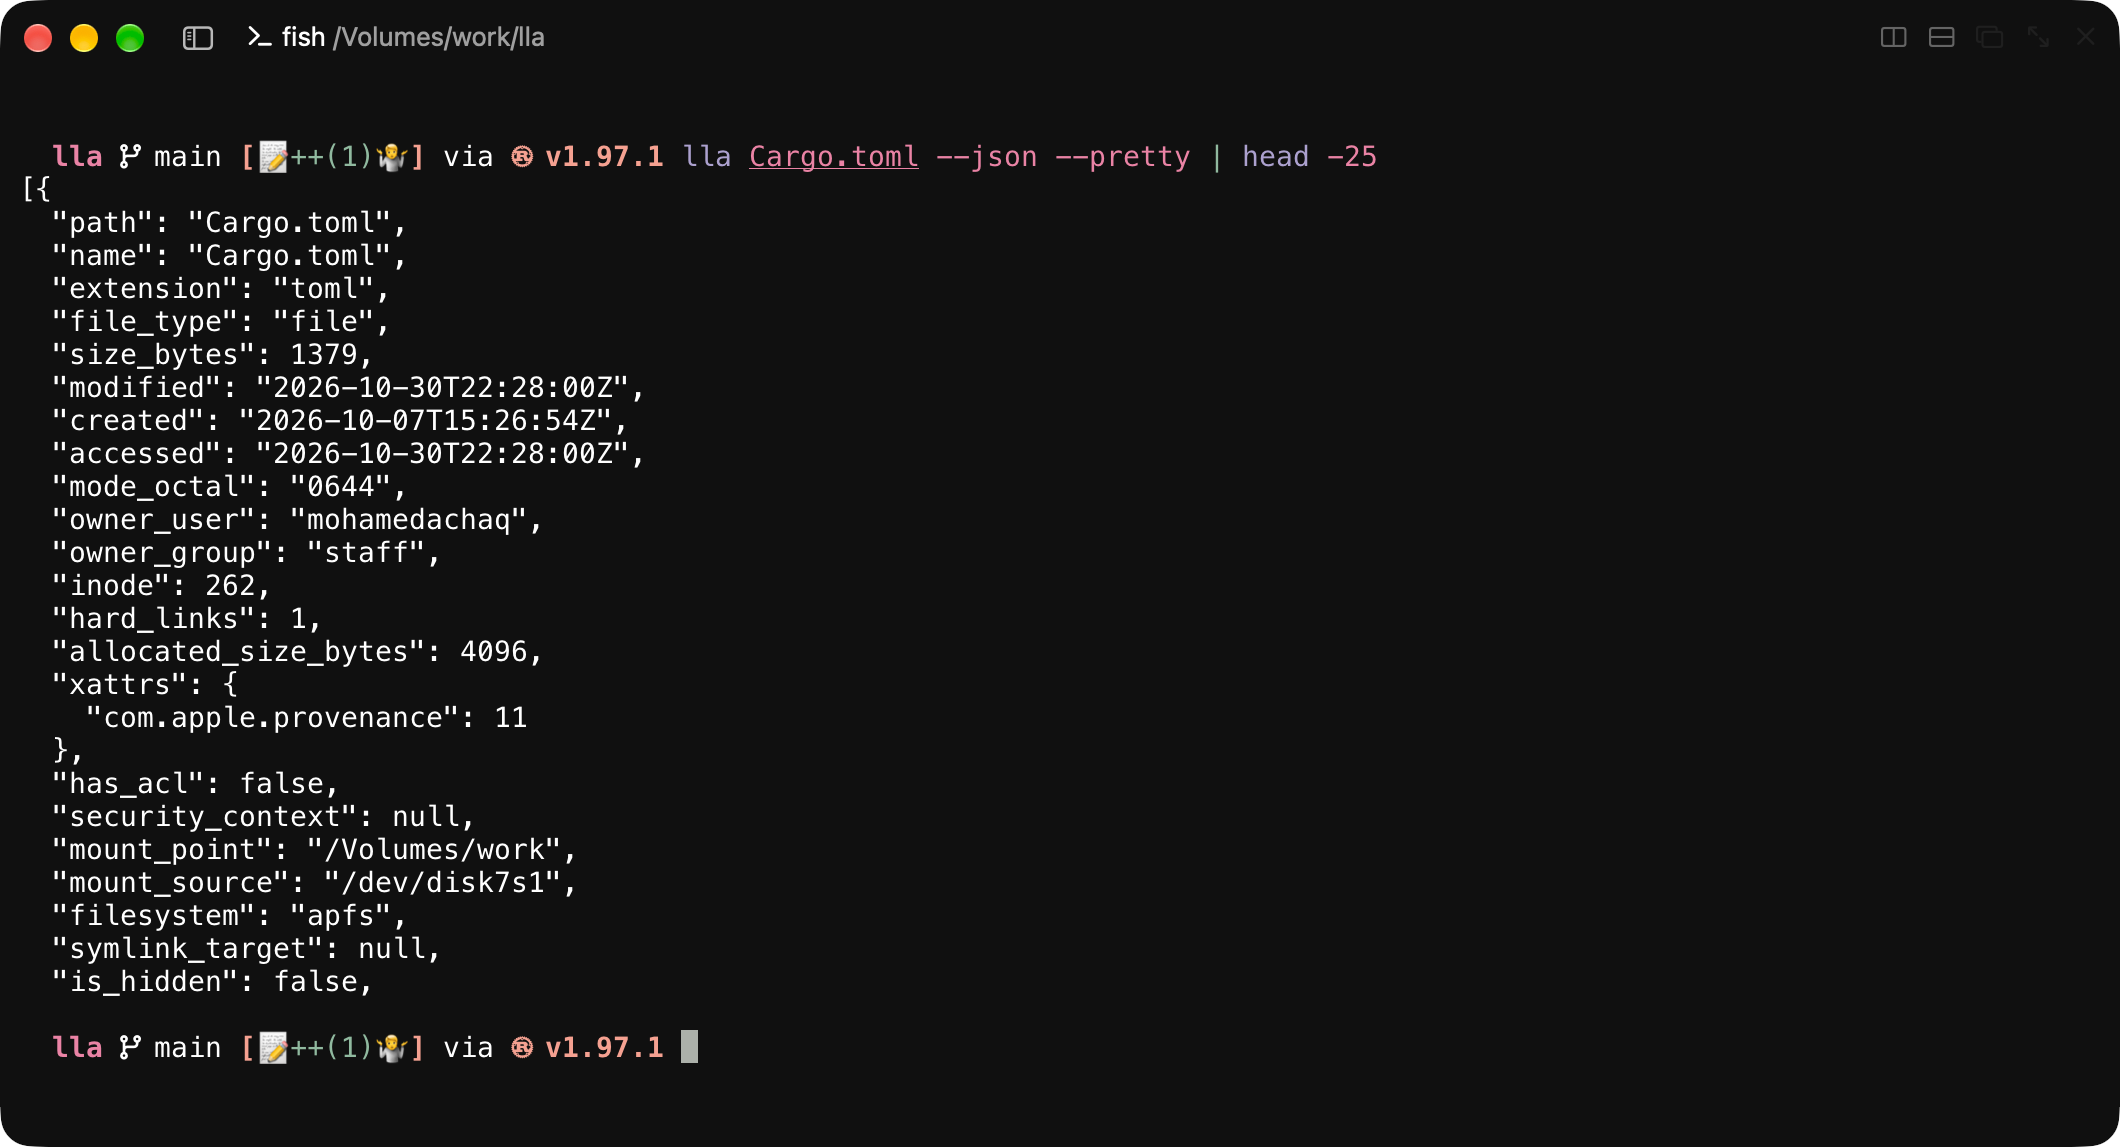 fish /Volumes/work/lla
lla main [📝++(1)🤷] via v1.97.1 lla Cargo.toml --json --pretty | head -25
[{
  "path": "Cargo.toml",
  "name": "Cargo.toml",
  "extension": "toml",
  "file_type": "file",
  "size_bytes": 1379,
  "modified": "2026-10-30T22:28:00Z",
  "created": "2026-10-07T15:26:54Z",
  "accessed": "2026-10-30T22:28:00Z",
  "mode_octal": "0644",
  "owner_user": "mohamedachaq",
  "owner_group": "staff",
  "inode": 262,
  "hard_links": 1,
  "allocated_size_bytes": 4096,
  "xattrs": {
    "com.apple.provenance": 11
  },
  "has_acl": false,
  "security_context": null,
  "mount_point": "/Volumes/work",
  "mount_source": "/dev/disk7s1",
  "filesystem": "apfs",
  "symlink_target": null,
  "is_hidden": false,
lla main [📝++(1)🤷] via v1.97.1